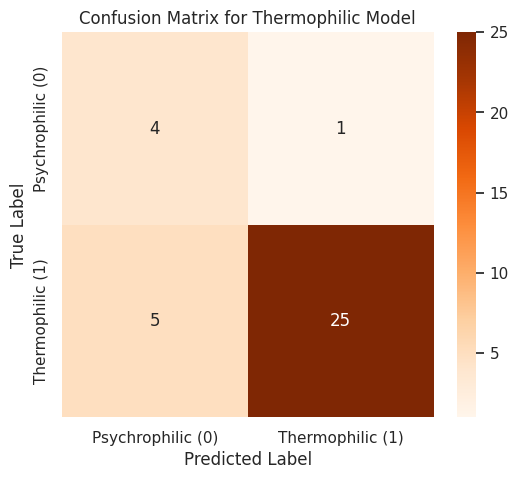 Confusion Matrix for Thermophilic Model
True Label
Psychrophilic (0)
4
1
Thermophilic (1)
5
25
Psychrophilic (0)
Thermophilic (1)
Predicted Label
25
20
15
10
5